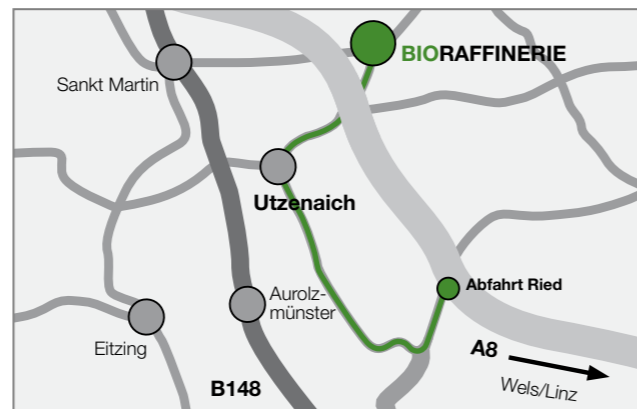 BIORAFFINERIE
Sankt Martin
Utzenaich
Abfahrt Ried
Aurolz-
münster
Eitzing
A8
B148
Wels/Linz